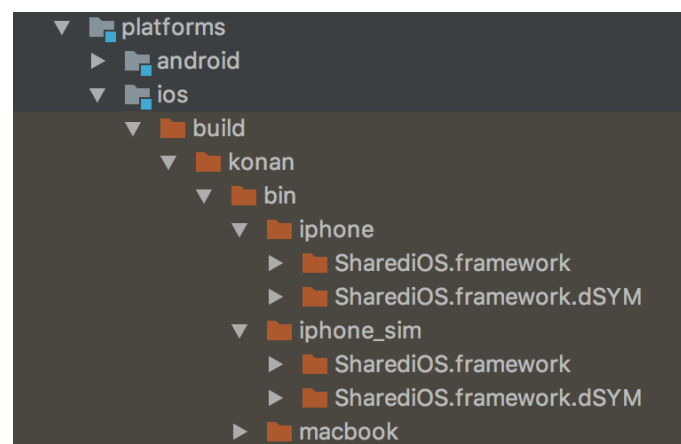 platforms
android
ios
build
konan
bin
iphone
SharediOS.framework
SharediOS.framework.dSYM
iphone_sim
SharediOS.framework
SharediOS.framework.dSYM
macbook